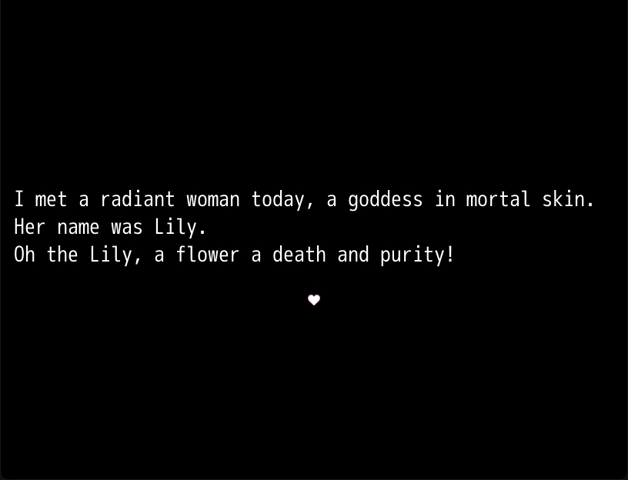 I met a radiant woman today, a goddess in mortal skin.
Her name was Lily.
Oh the Lily, a flower a death and purity!